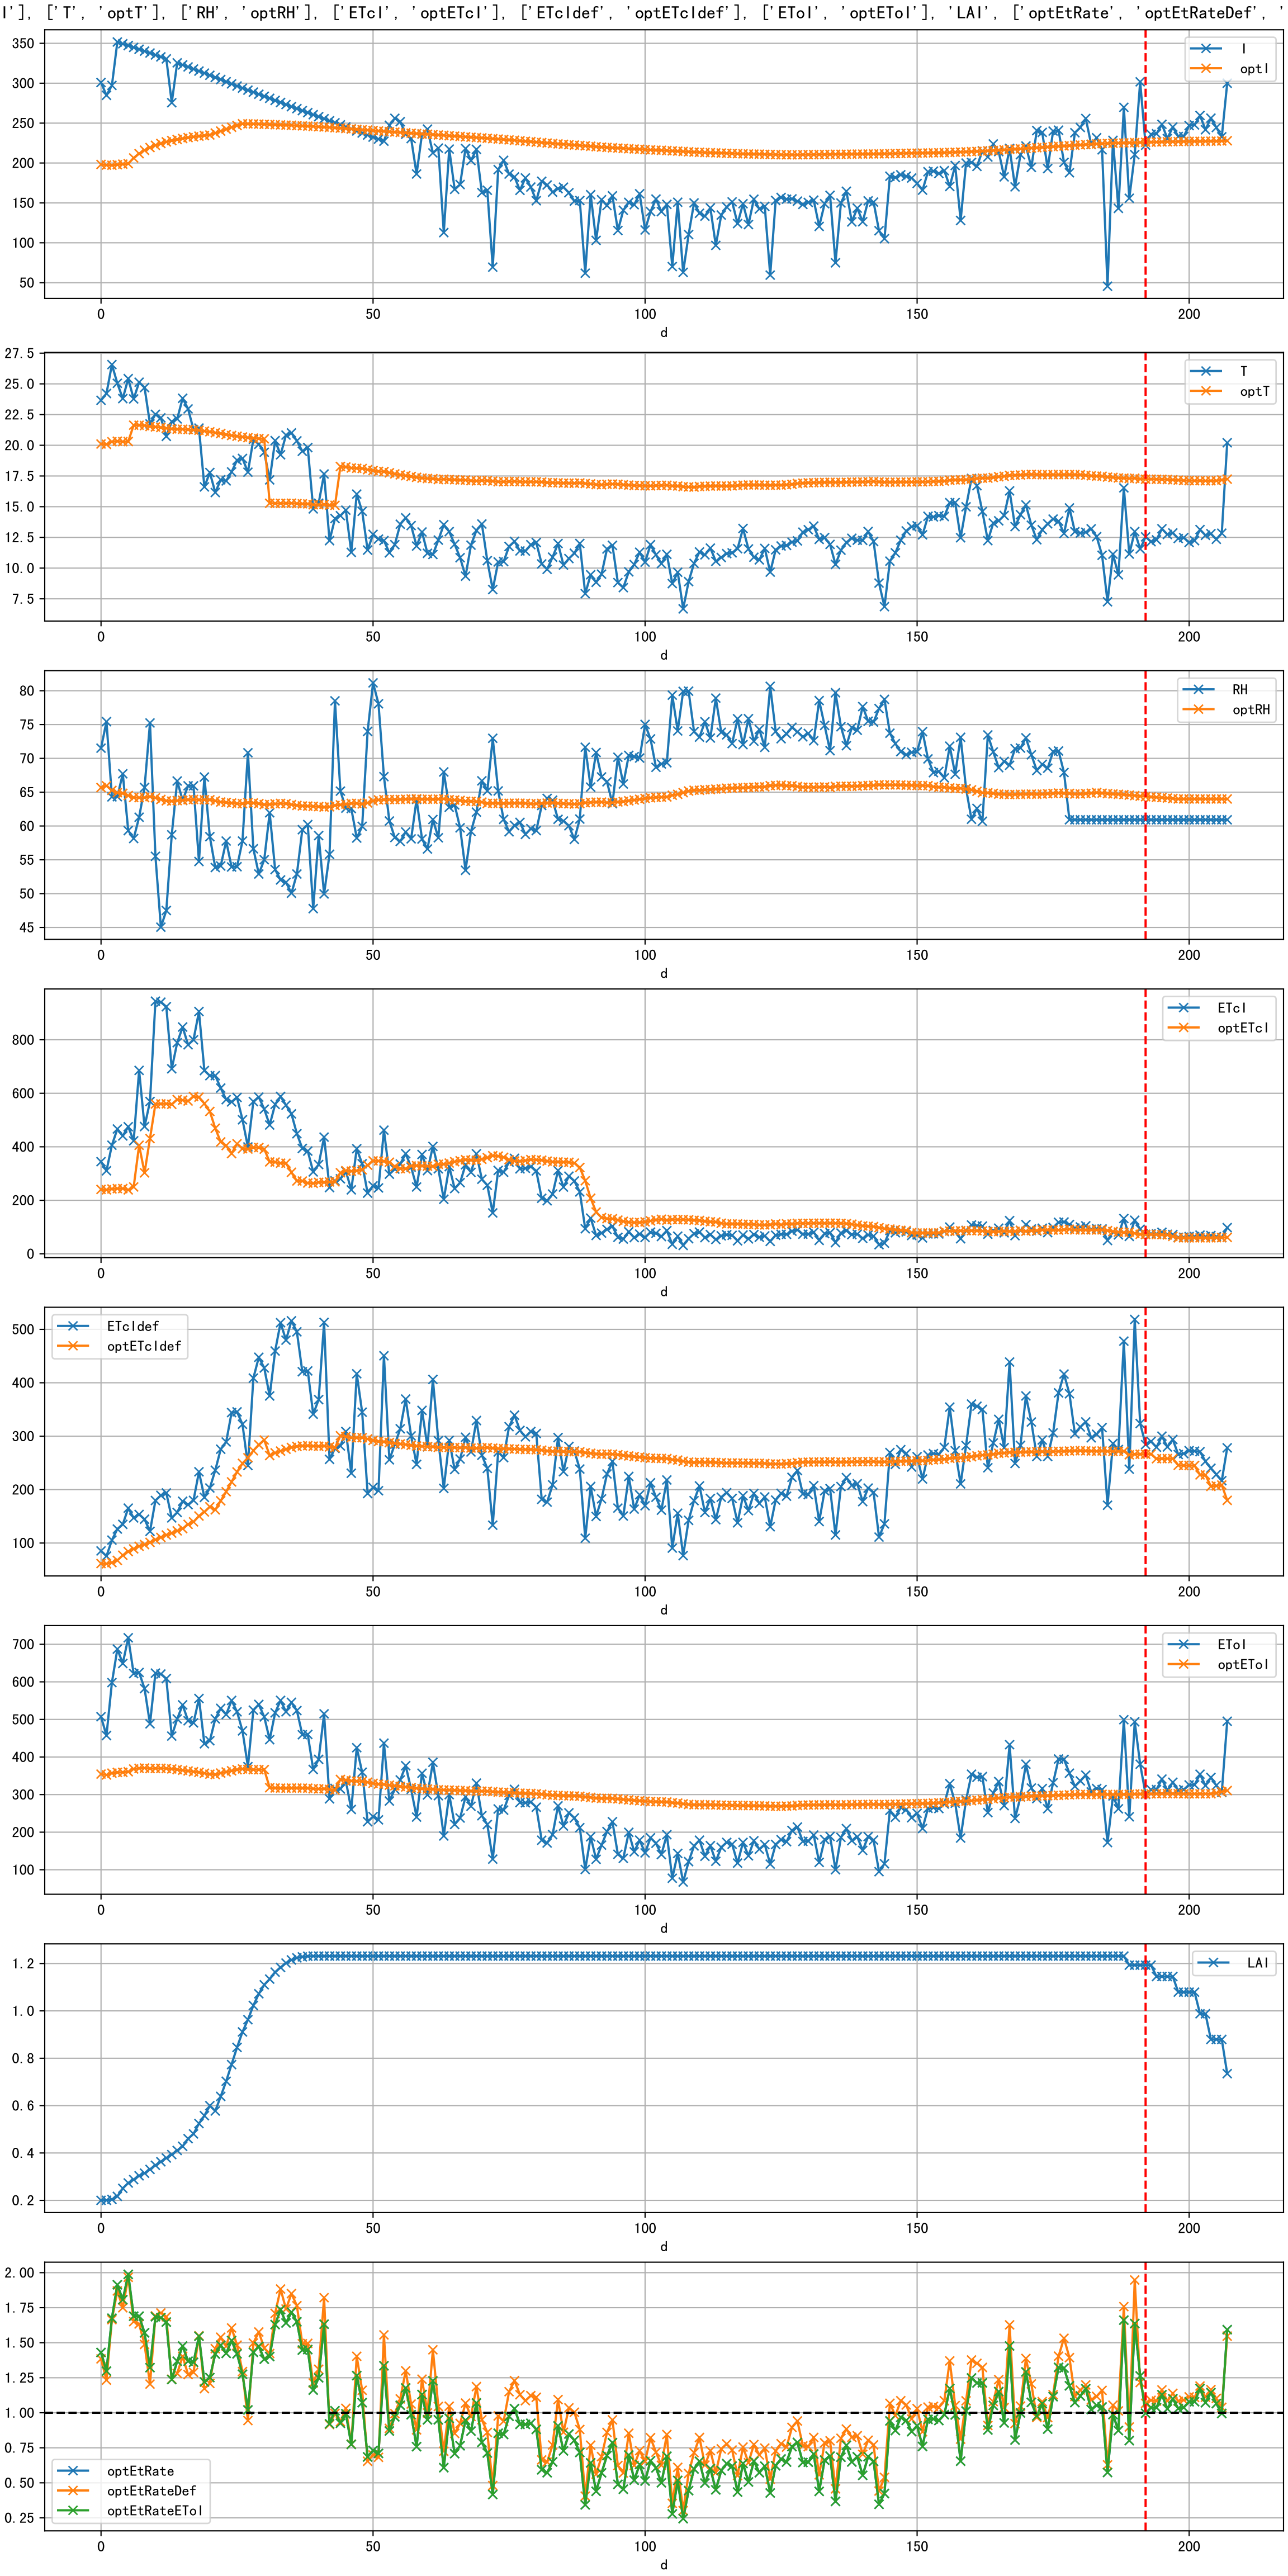 I'], ['T', 'optT'], ['RH', 'optRH'], ['ETcI', 'optETcI'], ['ETcIdef', 'optETcIdef'], ['EToI', 'optEToI'], 'LAI', ['optEtRate', 'optEtRateDef', '
350
300
250
200
150
100
50
I
optI
0 50 100 150 200
d
27.5
25.0
22.5
20.0
17.5
15.0
12.5
10.0
7.5
T
optT
0 50 100 150 200
d
80
75
70
65
60
55
50
45
RH
optRH
0 50 100 150 200
d
800
600
400
200
0
ETcI
optETcI
0 50 100 150 200
d
500
400
300
200
100
ETcIdef
optETcIdef
0 50 100 150 200
d
700
600
500
400
300
200
100
EToI
optEToI
0 50 100 150 200
d
1.2
1.0
0.8
0.6
0.4
0.2
LAI
0 50 100 150 200
d
2.00
1.75
1.50
1.25
1.00
0.75
0.50
0.25
optEtRate
optEtRateDef
optEtRateEToI
0 50 100 150 200
d